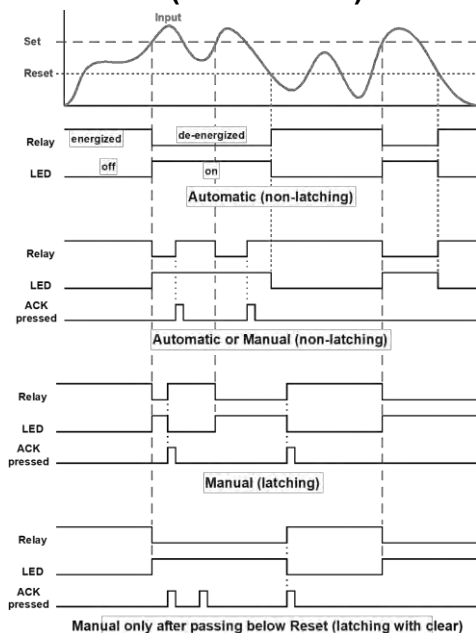 Input
Set
Reset
Relay energized de-energized
LED off on
Automatic (non-latching)
Relay
LED
ACK
pressed
Automatic or Manual (non-latching)
Relay
LED
ACK
pressed
Manual (latching)
Relay
LED
ACK
pressed
Manual only after passing below Reset (latching with clear)